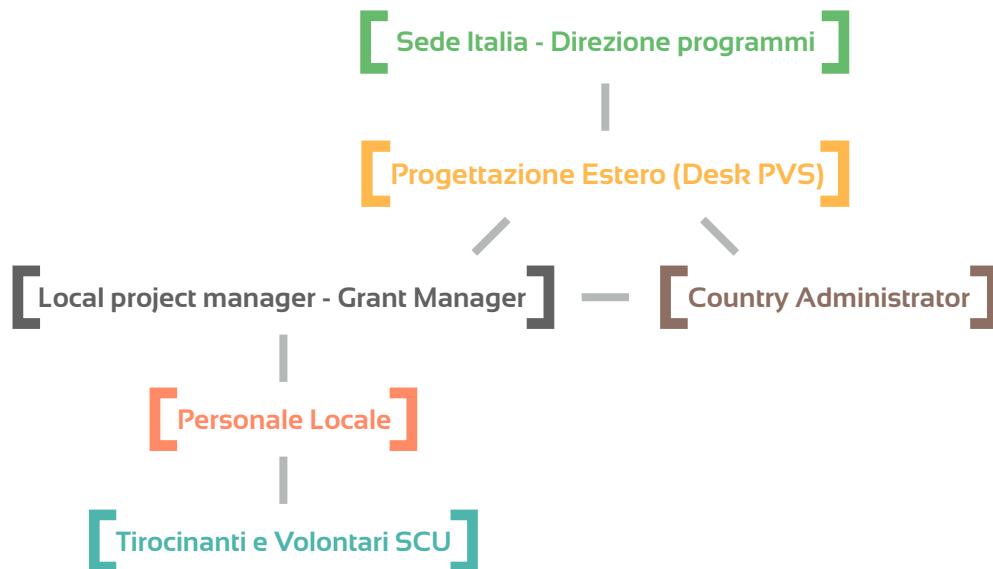 Sede Italia - Direzione programmi
Progettazione Estero (Desk PVS)
Local project manager - Grant Manager
Country Administrator
Personale Locale
Tirocinanti e Volontari SCU